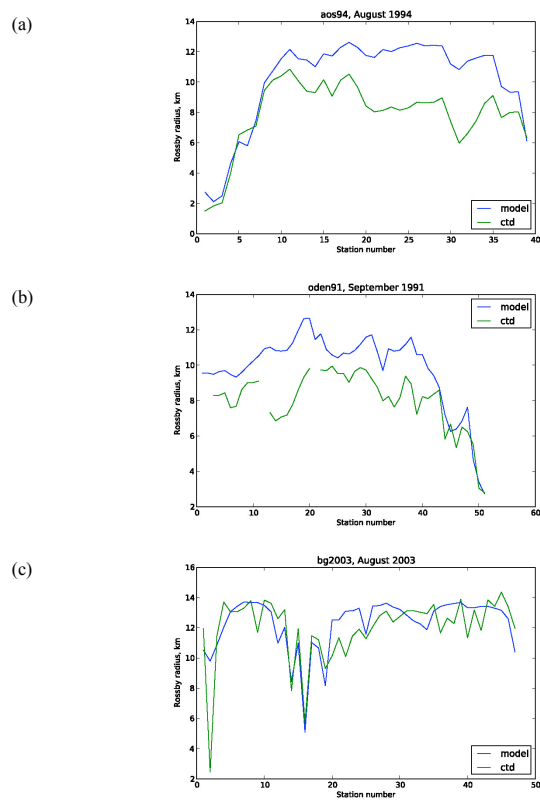 (a)
aos94, August 1994
Rossby radius, km
14
12
10
8
6
4
2
0
0 5 10 15 20 25 30 35 40
Station number
model
ctd
(b)
oden91, September 1991
Rossby radius, km
14
12
10
8
6
4
2
0 10 20 30 40 50 60
Station number
model
ctd
(c)
bg2003, August 2003
Rossby radius, km
16
14
12
10
8
6
4
2
0 10 20 30 40 50
Station number
model
ctd